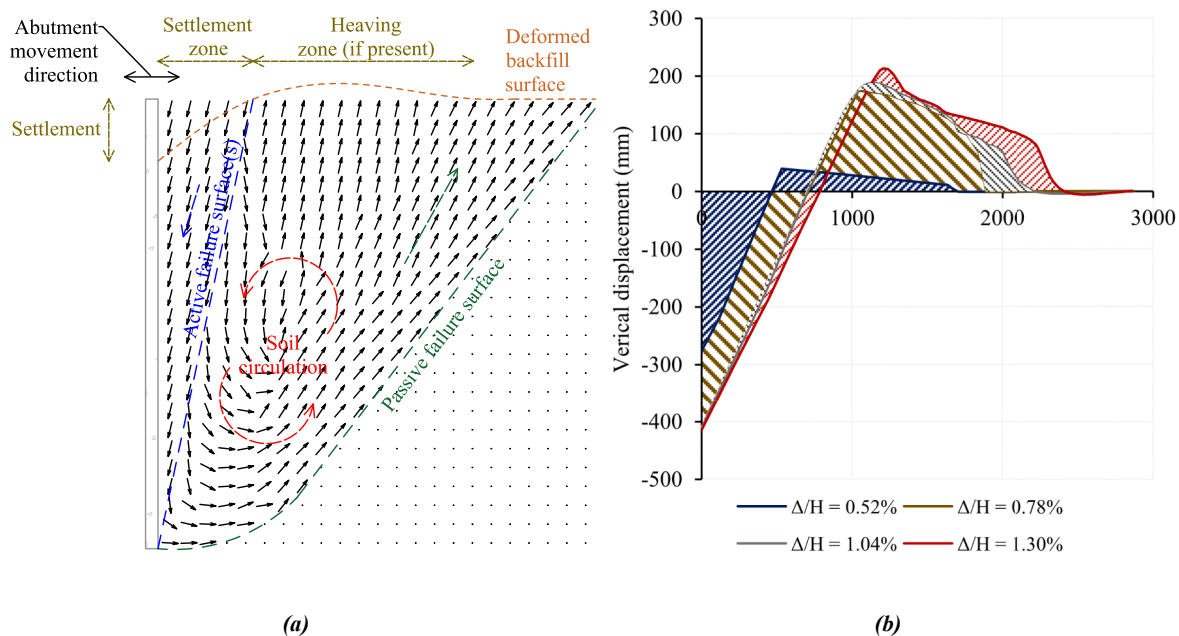 Abutment
movement
direction
Settlement
zone
Heaving
zone (if present)
Deformed
backfill
surface
Settlement
Active failure surface(s)
Soil
circulation
Passive failure surface
(a)
Verical displacement (mm)
300
200
100
0
-100
-200
-300
-400
-500
0
1000
2000
3000
Δ/H = 0.52%
Δ/H = 0.78%
Δ/H = 1.04%
Δ/H = 1.30%
(b)